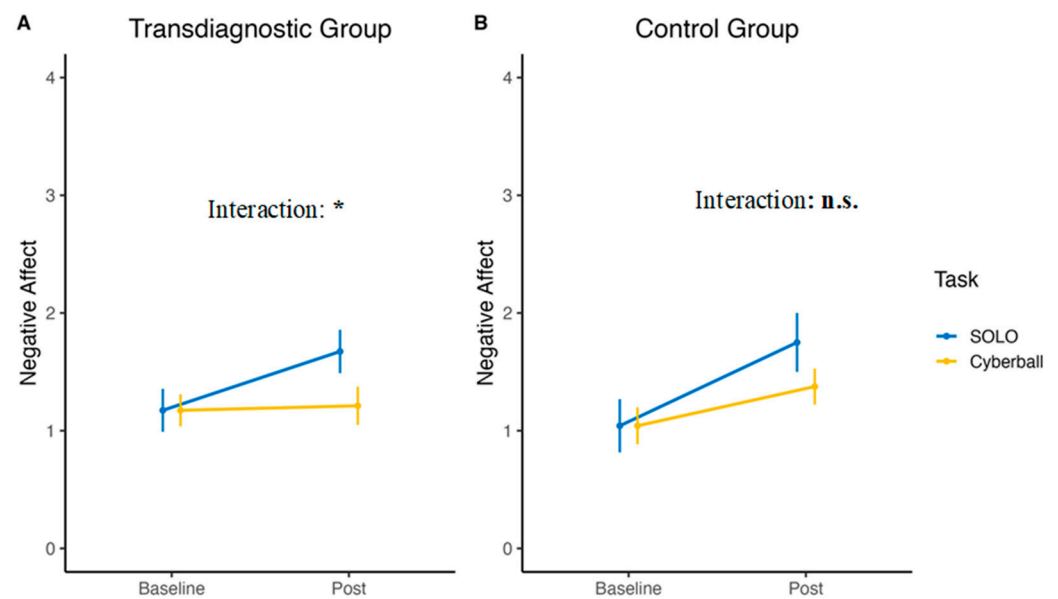 A
Transdiagnostic Group
Negative Affect
4
3
2
1
0
Interaction: *
Baseline
Post
B
Control Group
Negative Affect
4
3
2
1
0
Interaction: n.s.
Baseline
Post
Task
SOLO
Cyberball